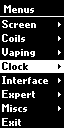 Menus
Screen
Coils
Vaping
Clock
Interface
Expert
Miscs
Exit